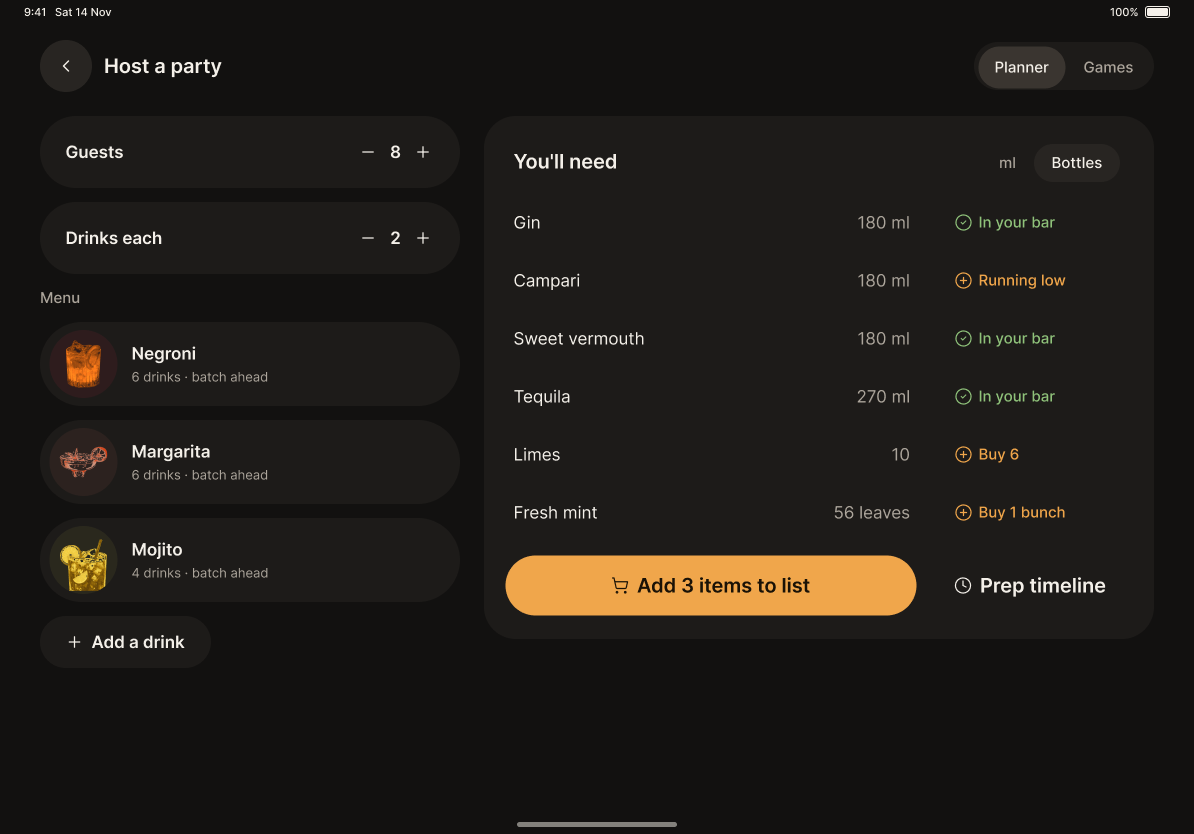 9:41 Sat 14 Nov
100%
Host a party
Planner
Games
Guests
8
Drinks each
2
Menu
Negroni
6 drinks · batch ahead
Margarita
6 drinks · batch ahead
Mojito
4 drinks · batch ahead
+ Add a drink
You'll need
ml
Bottles
Gin 180 ml In your bar
Campari 180 ml Running low
Sweet vermouth 180 ml In your bar
Tequila 270 ml In your bar
Limes 10 Buy 6
Fresh mint 56 leaves Buy 1 bunch
Add 3 items to list
Prep timeline